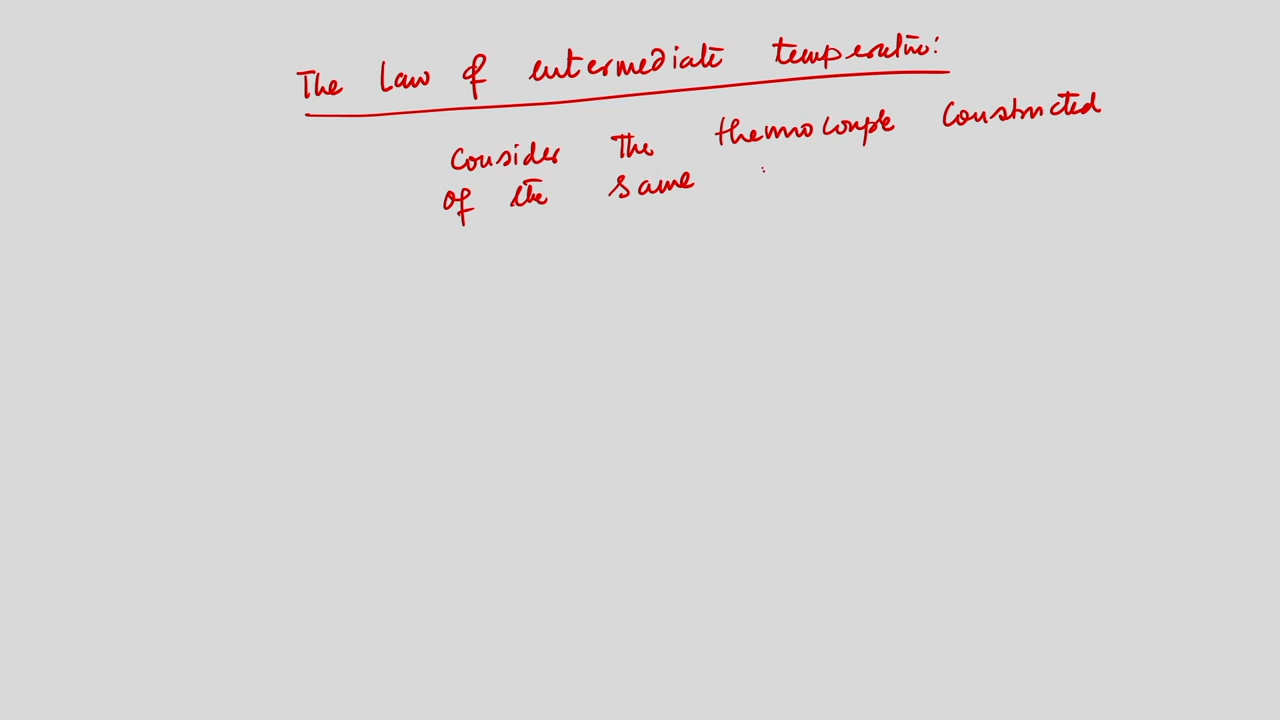 The Law of intermediate temperature:
Consider the thermocouple constructed
of the same